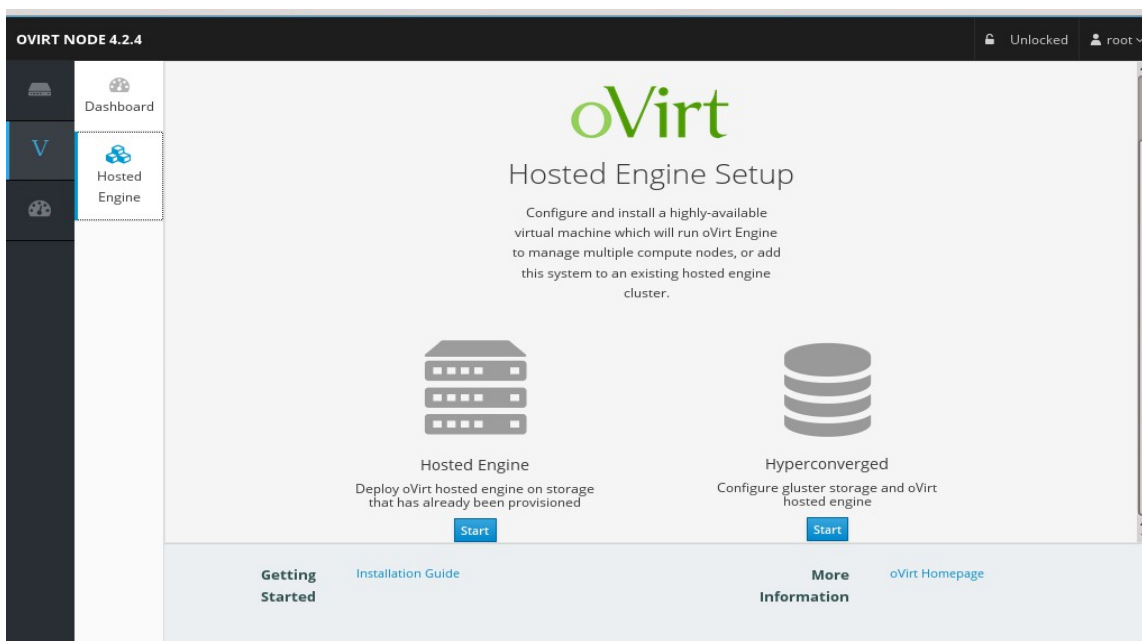 OVIRT NODE 4.2.4
Unlocked
root
Dashboard
V
Hosted
Engine
oVirt
Hosted Engine Setup
Configure and install a highly-available
virtual machine which will run oVirt Engine
to manage multiple compute nodes, or add
this system to an existing hosted engine
cluster.
Hosted Engine
Deploy oVirt hosted engine on storage
that has already been provisioned
Start
Hyperconverged
Configure gluster storage and oVirt
hosted engine
Start
Getting
Started
Installation Guide
More
Information
oVirt Homepage